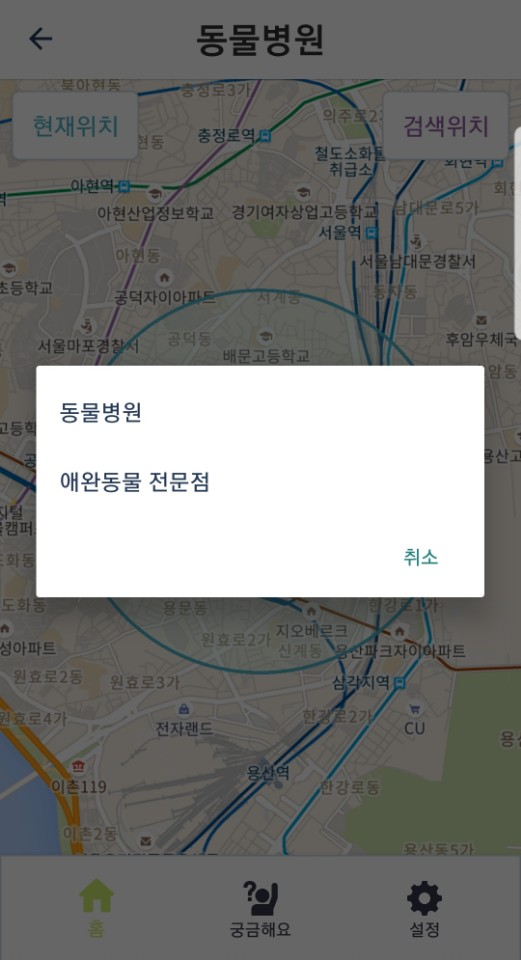 동물병원
북아현동
충정로3가
현재위치
검색위치
의주로2가
충정로역
철도소화물
취급소
회현역
아현역
아현산업정보학교
경기여자상업고등학교
남대문로5가
서울역
아현동
서울남대문경찰서
초등학교
공덕자이아파트
서계동
동자동
서울마포경찰서
공덕동
배문고등학교
후암우체국
동물병원
애완동물 전문점
취소
도화동
용문동
한강로1가
지오베르크
원효로2가
신계동
용산파크자이아파트
성아파트
원효로2가
원효로3가
삼각지역
원효로4가
한강로2가
전자랜드
CU
용산역
이촌119
한강로동
이촌2동
용산동5가
홈
궁금해요
설정